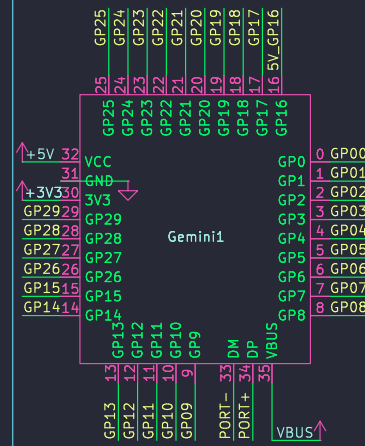 GP25 GP24 GP23 GP22 GP21 GP20 GP19 GP18 GP17 5V_GP16
25 24 23 22 21 20 19 18 17 16
GP25 GP24 GP23 GP22 GP21 GP20 GP19 GP18 GP17 GP16
+5V 32 VCC
31 GND
+3V3 30 3V3
GP29 29 GP29
GP28 28 GP28
GP27 27 GP27
GP26 26 GP26
GP15 15 GP15
GP14 14 GP14
Gemini1
GP0 0 GP00
GP1 1 GP01
GP2 2 GP02
GP3 3 GP03
GP4 4 GP04
GP5 5 GP05
GP6 6 GP06
GP7 7 GP07
GP8 8 GP08
GP13 GP12 GP11 GP10 GP9 DM DP VBUS
13 12 11 10 9 33 34 35
GP13 GP12 GP11 GP10 GP09 PORT- PORT+ VBUS